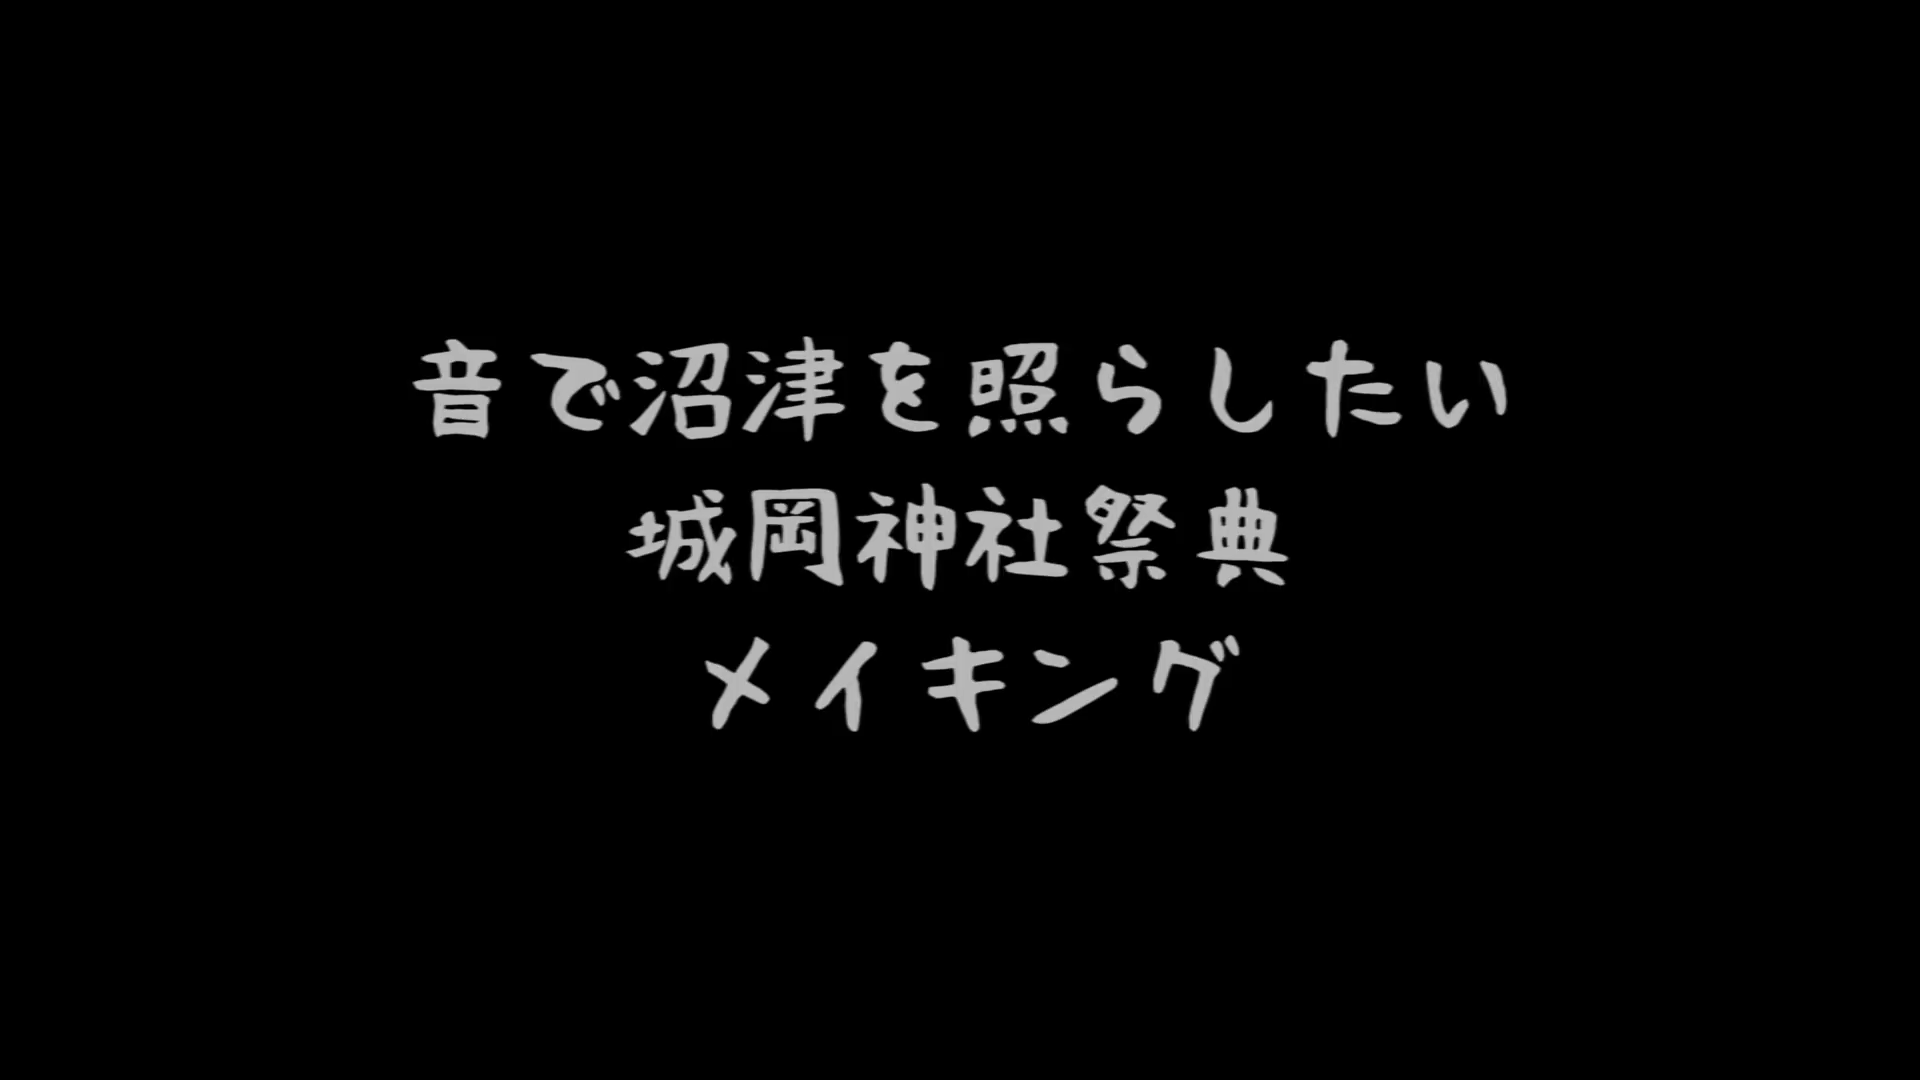 音で沼津を照らしたい
城岡神社祭典
メイキング